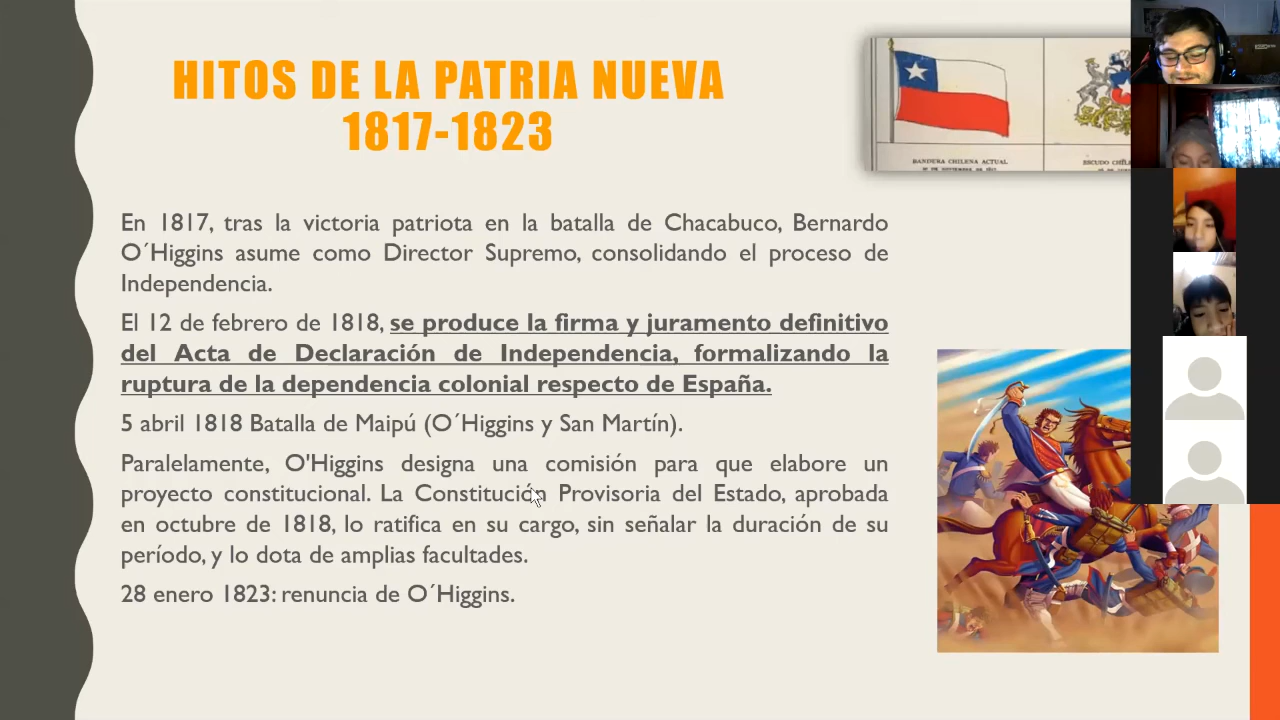 HITOS DE LA PATRIA NUEVA
1817-1823
BANDERA CHILENA ACTUAL
En 1817, tras la victoria patriota en la batalla de Chacabuco, Bernardo
O´Higgins asume como Director Supremo, consolidando el proceso de
Independencia.
El 12 de febrero de 1818, se produce la firma y juramento definitivo
del Acta de Declaración de Independencia, formalizando la
ruptura de la dependencia colonial respecto de España.
5 abril 1818 Batalla de Maipú (O´Higgins y San Martín).
Paralelamente, O'Higgins designa una comisión para que elabore un
proyecto constitucional. La Constitución Provisoria del Estado, aprobada
en octubre de 1818, lo ratifica en su cargo, sin señalar la duración de su
período, y lo dota de amplias facultades.
28 enero 1823: renuncia de O´Higgins.